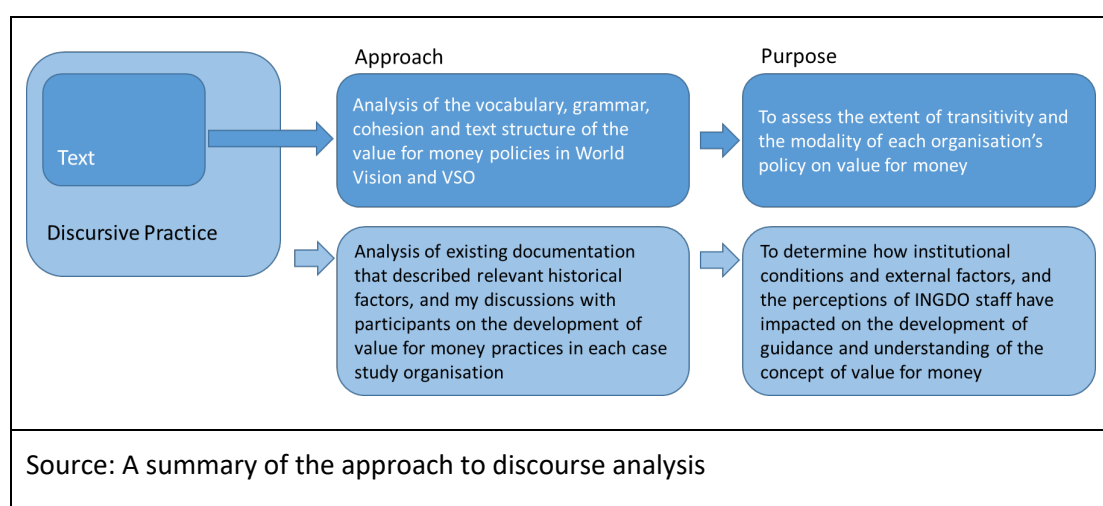 Approach
Purpose
Text
Discursive Practice
Analysis of the vocabulary, grammar,
cohesion and text structure of the
value for money policies in World
Vision and VSO
To assess the extent of transitivity and
the modality of each organisation's
policy on value for money
Analysis of existing documentation
that described relevant historical
factors, and my discussions with
participants on the development of
value for money practices in each case
study organisation
To determine how institutional
conditions and external factors, and
the perceptions of INGDO staff have
impacted on the development of
guidance and understanding of the
concept of value for money
Source: A summary of the approach to discourse analysis